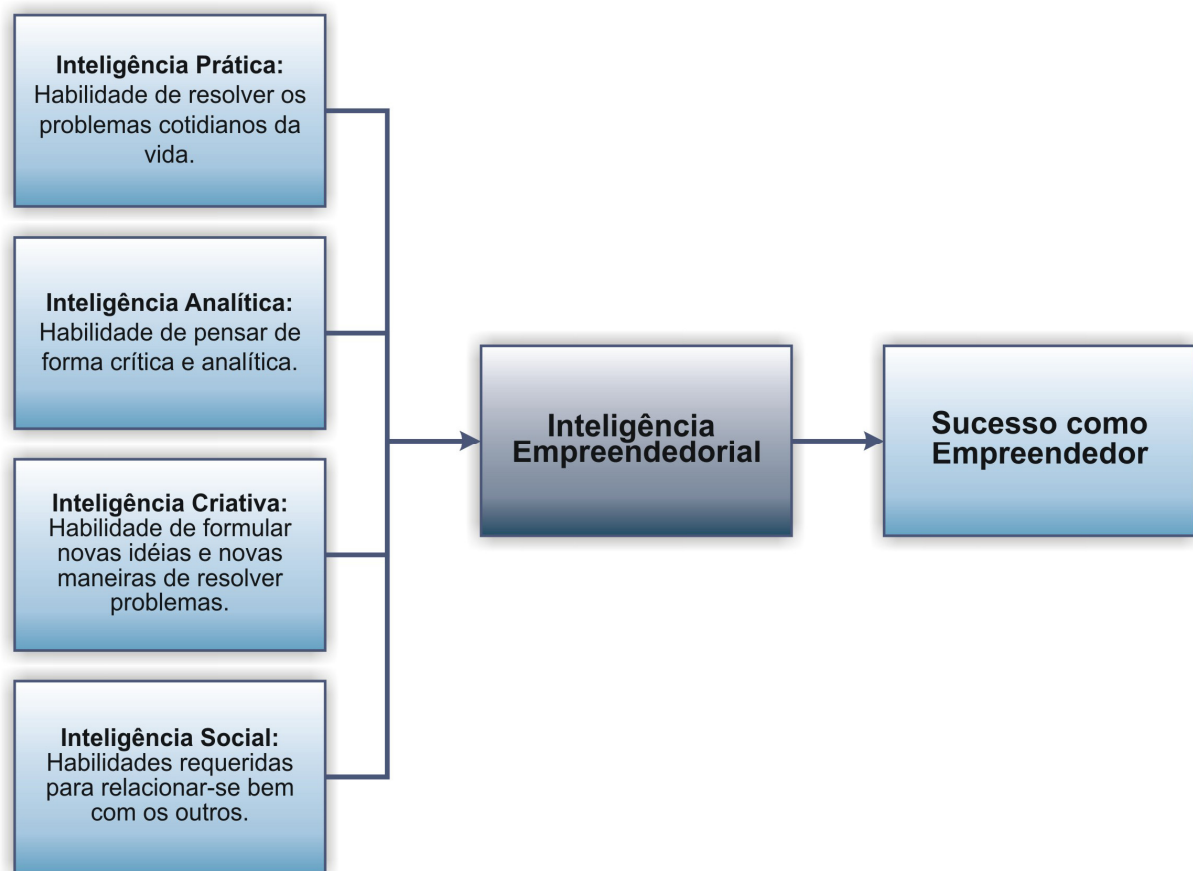 Inteligência Prática:
Habilidade de resolver os
problemas cotidianos da
vida.
Inteligência Analítica:
Habilidade de pensar de
forma crítica e analítica.
Inteligência Criativa:
Habilidade de formular
novas idéias e novas
maneiras de resolver
problemas.
Inteligência Social:
Habilidades requeridas
para relacionar-se bem
com os outros.
Inteligência
Empreendedorial
Sucesso como
Empreendedor